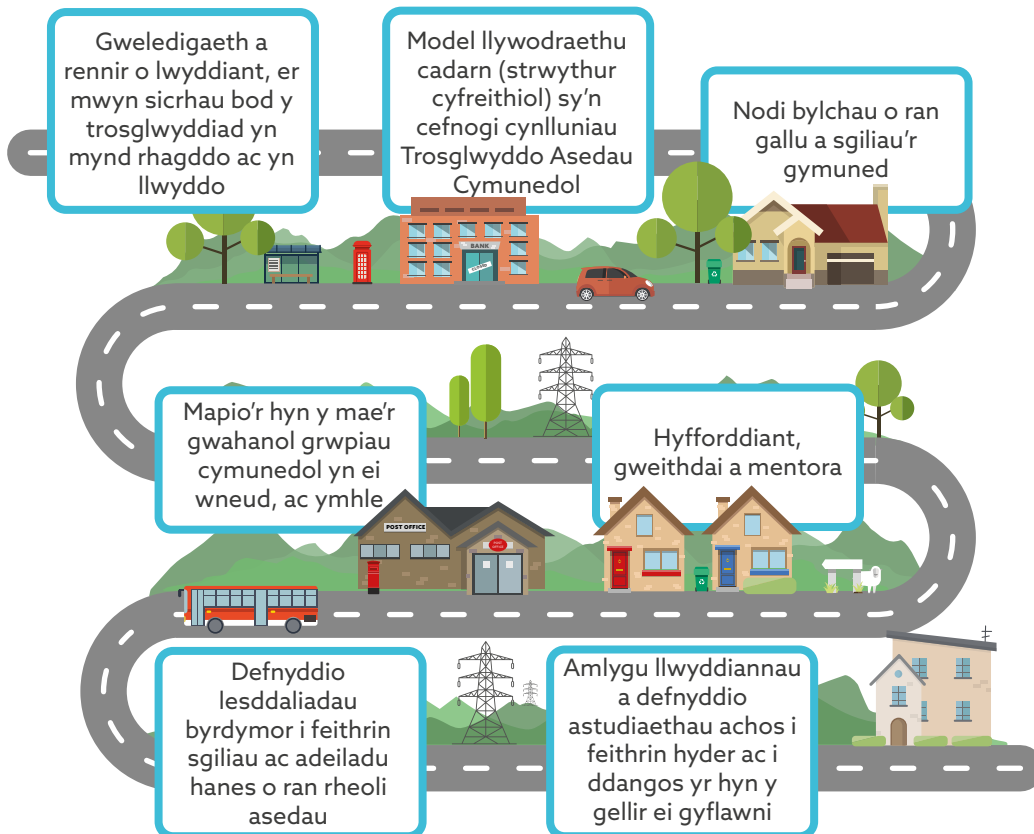 Gweledigaeth a
rennir o lwyddiant, er
mwyn sicrhau bod y
trosglwyddiad yn
mynd rhagddo ac yn
llwyddo
Model llywodraethu
cadarn (strwythur
cyfreithiol) sy'n
cefnogi cynlluniau
Trosglwyddo Asedau
Cymunedol
Nodi bylchau o ran
gallu a sgiliau'r
gymuned
BANK
CLOSED
Mapio'r hyn y mae'r
gwahanol grwpiau
cymunedol yn ei
wneud, ac ymhle
Hyfforddiant,
gweithdai a mentora
POST OFFICE
POST
OFFICE
Defnyddio
lesddaliadau
byrdymor i feithrin
sgiliau ac adeiladu
hanes o ran rheoli
asedau
Amlygu llwyddiannau
a defnyddio
astudiaethau achos i
feithrin hyder ac i
ddangos yr hyn y
gellir ei gyflawni